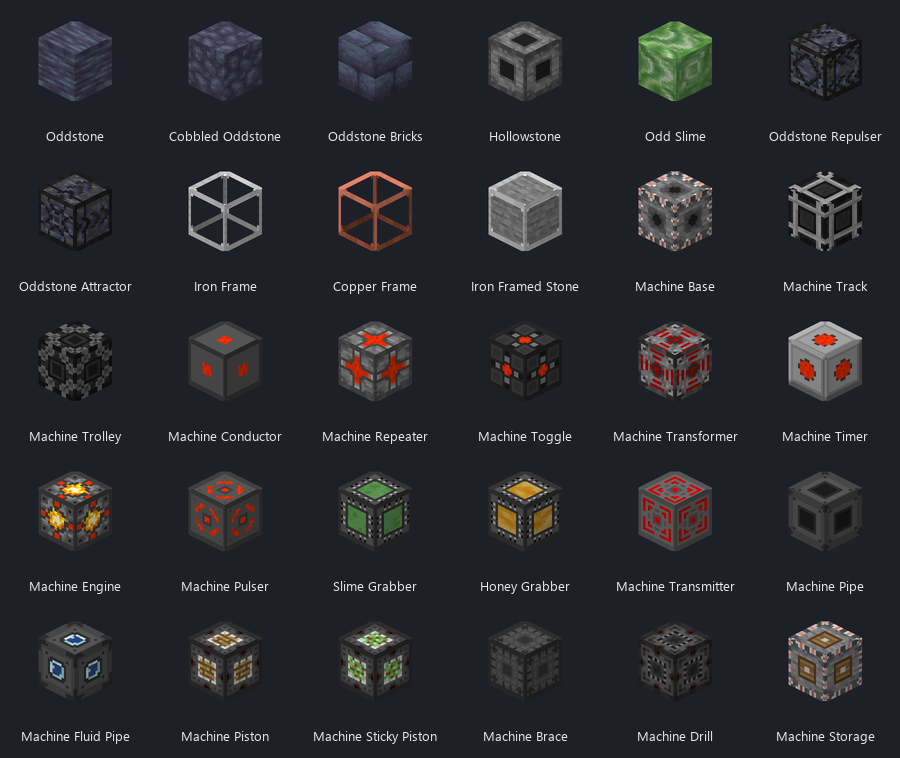 Oddstone
Cobbled Oddstone
Oddstone Bricks
Hollowstone
Odd Slime
Oddstone Repulser
Oddstone Attractor
Iron Frame
Copper Frame
Iron Framed Stone
Machine Base
Machine Track
Machine Trolley
Machine Conductor
Machine Repeater
Machine Toggle
Machine Transformer
Machine Timer
Machine Engine
Machine Pulser
Slime Grabber
Honey Grabber
Machine Transmitter
Machine Pipe
Machine Fluid Pipe
Machine Piston
Machine Sticky Piston
Machine Brace
Machine Drill
Machine Storage